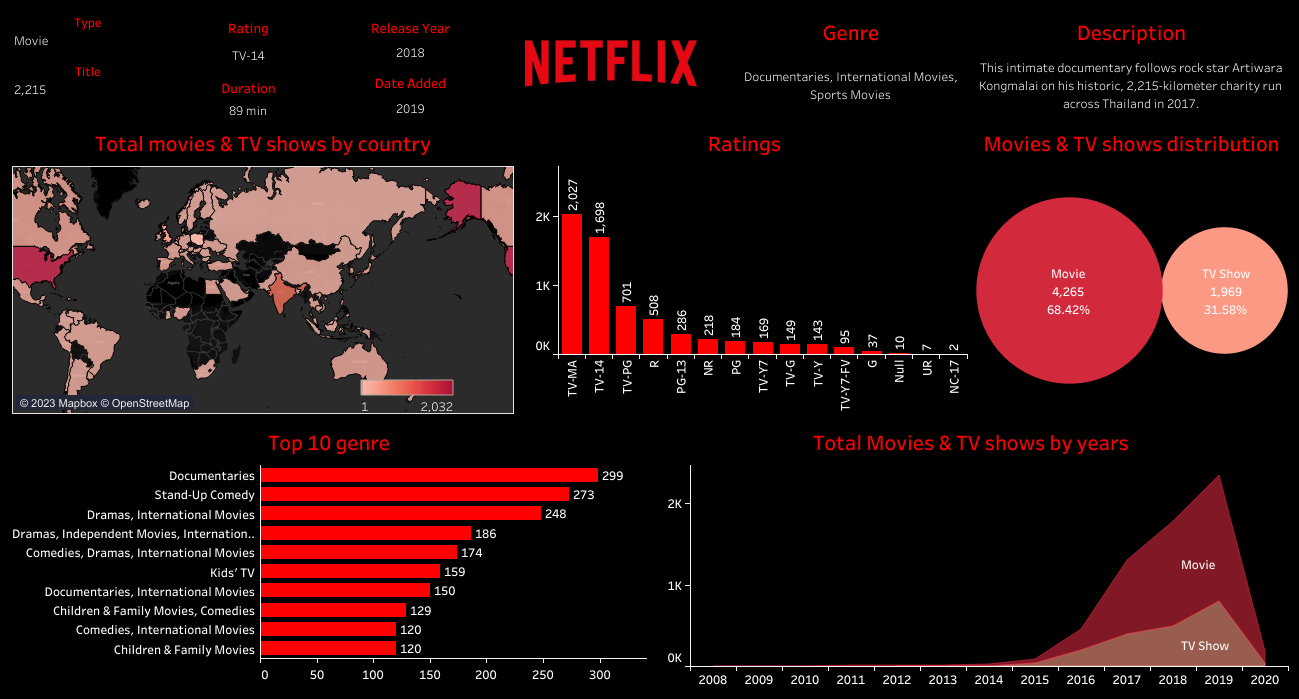 Type
Movie
Title
2,215
Rating
TV-14
Duration
89 min
Release Year
2018
Date Added
2019
NETFLIX
Genre
Documentaries, International Movies,
Sports Movies
Description
This intimate documentary follows rock star Artiwara
Kongmalai on his historic, 2,215-kilometer charity run
across Thailand in 2017.
Total movies & TV shows by country
© 2023 Mapbox © OpenStreetMap
1
2,032
Ratings
2K
1K
0K
2,027
1,698
701
508
286
218
184
169
149
143
95
37
10
7
2
TV-MA
TV-14
TV-PG
R
PG-13
NR
PG
TV-Y7
TV-G
TV-Y
TV-Y7-FV
G
Null
UR
NC-17
Movies & TV shows distribution
Movie
4,265
68.42%
TV Show
1,969
31.58%
Top 10 genre
Documentaries 299
Stand-Up Comedy 273
Dramas, International Movies 248
Dramas, Independent Movies, Internation.. 186
Comedies, Dramas, International Movies 174
Kids' TV 159
Documentaries, International Movies 150
Children & Family Movies, Comedies 129
Comedies, International Movies 120
Children & Family Movies 120
0 50 100 150 200 250 300
Total Movies & TV shows by years
2K
1K
0K
Movie
TV Show
2008 2009 2010 2011 2012 2013 2014 2015 2016 2017 2018 2019 2020